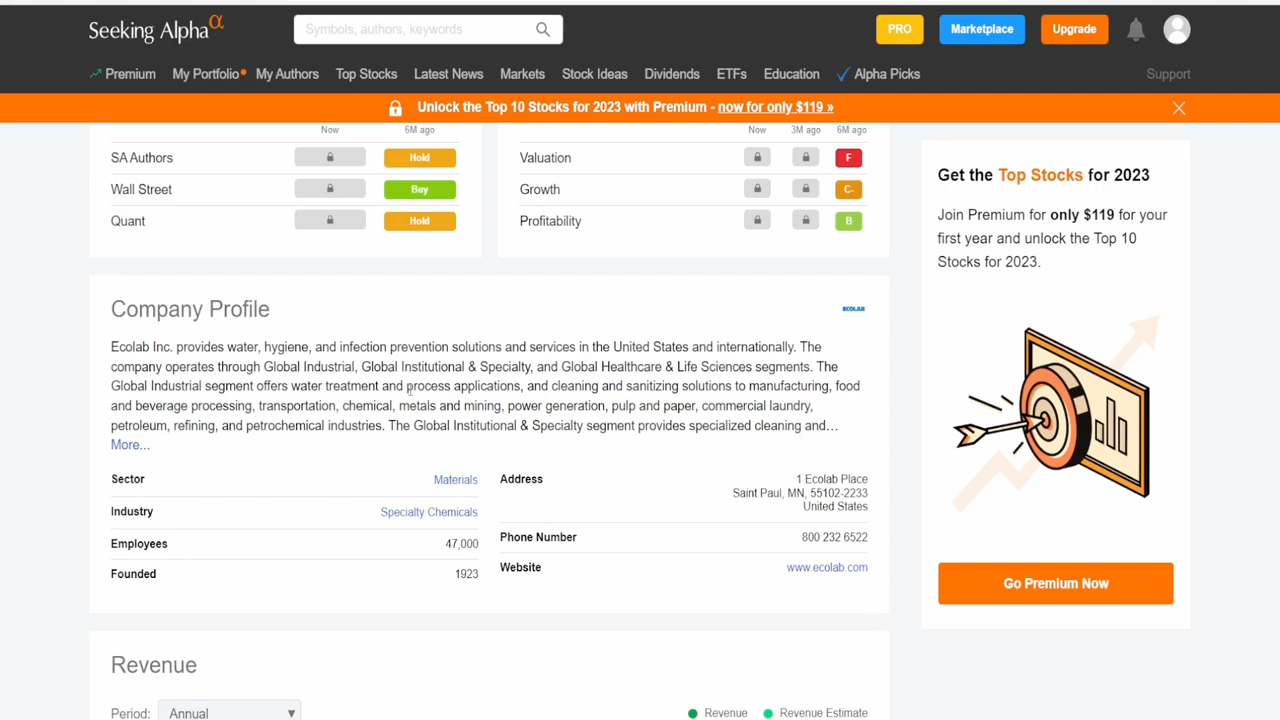 Seeking Alpha α
Symbols, authors, keywords
PRO
Marketplace
Upgrade
Premium My Portfolio My Authors Top Stocks Latest News Markets Stock Ideas Dividends ETFs Education Alpha Picks Support
Unlock the Top 10 Stocks for 2023 with Premium - now for only $119 »
Now 6M ago
SA Authors Hold
Wall Street Buy
Quant Hold
Now 3M ago 6M ago
Valuation F
Growth C-
Profitability B
Company Profile
ECOLAB
Ecolab Inc. provides water, hygiene, and infection prevention solutions and services in the United States and internationally. The
company operates through Global Industrial, Global Institutional & Specialty, and Global Healthcare & Life Sciences segments. The
Global Industrial segment offers water treatment and process applications, and cleaning and sanitizing solutions to manufacturing, food
and beverage processing, transportation, chemical, metals and mining, power generation, pulp and paper, commercial laundry,
petroleum, refining, and petrochemical industries. The Global Institutional & Specialty segment provides specialized cleaning and…
More...
Sector Materials
Industry Specialty Chemicals
Employees 47,000
Founded 1923
Address 1 Ecolab Place
Saint Paul, MN, 55102-2233
United States
Phone Number 800 232 6522
Website www.ecolab.com
Revenue
Period: Annual
Revenue Revenue Estimate
Get the Top Stocks for 2023
Join Premium for only $119 for your
first year and unlock the Top 10
Stocks for 2023.
Go Premium Now